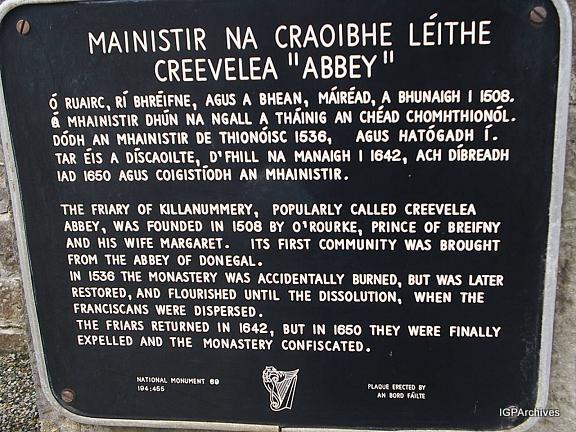 MAINISTIR NA CRAOIBHE LÉITHE
CREEVELEA "ABBEY"
Ó RUAIRC, RÍ BHRÉIFNE, AGUS A BHEAN, MÁIRÉAD, A BHUNAIGH I 1508.
Ó MHAINISTIR DHÚN NA NGALL A THÁINIG AN CHÉAD CHOMHTHIONÓL.
DÓDH AN MHAINISTIR DE THIONÓISC 1536, AGUS HATÓGADH Í.
TAR ÉIS A DÍSCAOILTE, D'FHILL NA MANAIGH I 1642, ACH DÍBREADH
IAD 1650 AGUS COIGISTÍODH AN MHAINISTIR.
THE FRIARY OF KILLANUMMERY, POPULARLY CALLED CREEVELEA
ABBEY, WAS FOUNDED IN 1508 BY O'ROURKE, PRINCE OF BREIFNY
AND HIS WIFE MARGARET. ITS FIRST COMMUNITY WAS BROUGHT
FROM THE ABBEY OF DONEGAL.
IN 1536 THE MONASTERY WAS ACCIDENTALLY BURNED, BUT WAS LATER
RESTORED, AND FLOURISHED UNTIL THE DISSOLUTION, WHEN THE
FRANCISCANS WERE DISPERSED.
THE FRIARS RETURNED IN 1642, BUT IN 1650 THEY WERE FINALLY
EXPELLED AND THE MONASTERY CONFISCATED.
NATIONAL MONUMENT 69
194;455
PLAQUE ERECTED BY
AN BORD FÁILTE
IGPArchives